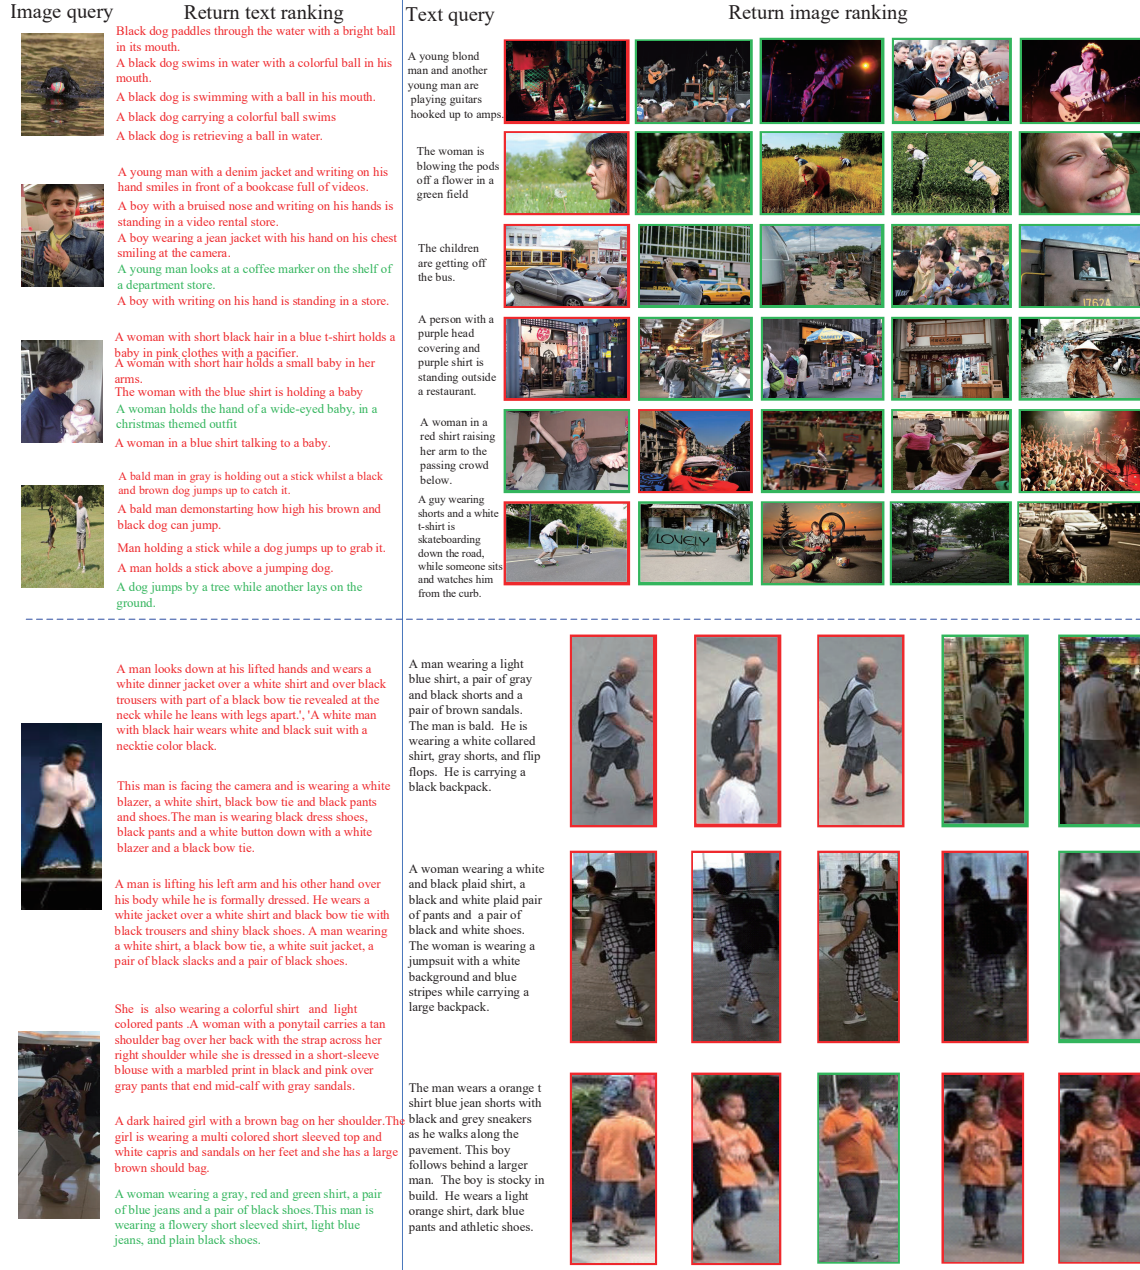 Image query
Return text ranking
Text query
Return image ranking
Black dog paddles through the water with a bright ball
in its mouth.
A black dog swims in water with a colorful ball in his
mouth.
A black dog is swimming with a ball in his mouth.
A black dog carrying a colorful ball swims
A black dog is retrieving a ball in water.
A young man with a denim jacket and writing on his
hand smiles in front of a bookcase full of videos.
A boy with a bruised nose and writing on his hands is
standing in a video rental store.
A boy wearing a jean jacket with his hand on his chest
smiling at the camera.
A young man looks at a coffee marker on the shelf of
a department store.
A boy with writing on his hand is standing in a store.
A woman with short black hair in a blue t-shirt holds a
baby in pink clothes with a pacifier.
A woman with short hair holds a small baby in her
arms.
The woman with the blue shirt is holding a baby
A woman holds the hand of a wide-eyed baby, in a
christmas themed outfit
A woman in a blue shirt talking to a baby.
A bald man in gray is holding out a stick whilst a black
and brown dog jumps up to catch it.
A bald man demonstarting how high his brown and
black dog can jump.
Man holding a stick while a dog jumps up to grab it.
A man holds a stick above a jumping dog.
A dog jumps by a tree while another lays on the
ground.
A young blond
man and another
young man are
playing guitars
hooked up to amps.
The woman is
blowing the pods
off a flower in a
green field
The children
are getting off
the bus.
1762A
A person with a
purple head
covering and
purple shirt is
standing outside
a restaurant.
A woman in a
red shirt raising
her arm to the
passing crowd
below.
A guy wearing
shorts and a white
t-shirt is
skateboarding
down the road,
while someone sits
and watches him
from the curb.
LOVELY
A man looks down at his lifted hands and wears a
white dinner jacket over a white shirt and over black
trousers with part of a black bow tie revealed at the
neck while he leans with legs apart.', 'A white man
with black hair wears white and black suit with a
necktie color black.
This man is facing the camera and is wearing a white
blazer, a white shirt, black bow tie and black pants
and shoes.The man is wearing black dress shoes,
black pants and a white button down with a white
blazer and a black bow tie.
A man is lifting his left arm and his other hand over
his body while he is formally dressed. He wears a
white jacket over a white shirt and black bow tie with
black trousers and shiny black shoes. A man wearing
a white shirt, a black bow tie, a white suit jacket, a
pair of black slacks and a pair of black shoes.
She is also wearing a colorful shirt and light
colored pants .A woman with a ponytail carries a tan
shoulder bag over her back with the strap across her
right shoulder while she is dressed in a short-sleeve
blouse with a marbled print in black and pink over
gray pants that end mid-calf with gray sandals.
A dark haired girl with a brown bag on her shoulder.The
girl is wearing a multi colored short sleeved top and
white capris and sandals on her feet and she has a large
brown should bag.
A woman wearing a gray, red and green shirt, a pair
of blue jeans and a pair of black shoes.This man is
wearing a flowery short sleeved shirt, light blue
jeans, and plain black shoes.
A man wearing a light
blue shirt, a pair of gray
and black shorts and a
pair of brown sandals.
The man is bald. He is
wearing a white collared
shirt, gray shorts, and flip
flops. He is carrying a
black backpack.
A woman wearing a white
and black plaid shirt, a
black and white plaid pair
of pants and a pair of
black and white shoes.
The woman is wearing a
jumpsuit with a white
background and blue
stripes while carrying a
large backpack.
The man wears a orange t
shirt blue jean shorts with
black and grey sneakers
as he walks along the
pavement. This boy
follows behind a larger
man. The boy is stocky in
build. He wears a light
orange shirt, dark blue
pants and athletic shoes.